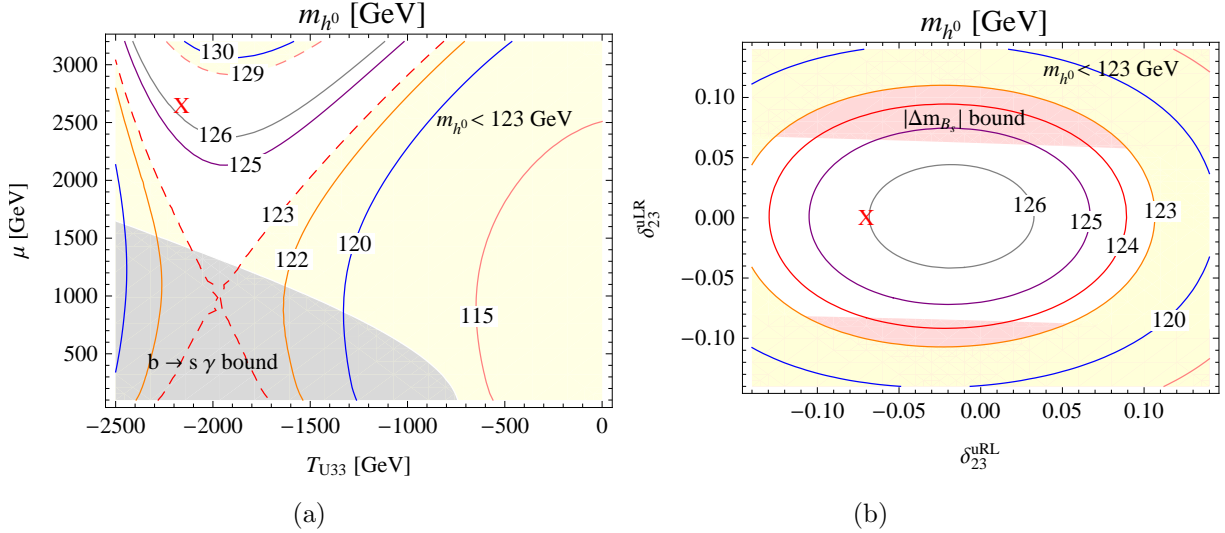 m_{h^0} [GeV]
130
129
X
126
125
m_{h^0} < 123 GeV
123
122
120
115
b → s γ bound
3000
2500
2000
1500
1000
500
μ [GeV]
−2500 −2000 −1500 −1000 −500 0
T_{U33} [GeV]
(a)
m_{h^0} [GeV]
m_{h^0} < 123 GeV
|Δm_{B_s}| bound
X
126
125
124
123
120
0.10
0.05
0.00
−0.05
−0.10
δ_{23}^{uLR}
−0.10 −0.05 0.00 0.05 0.10
δ_{23}^{uRL}
(b)